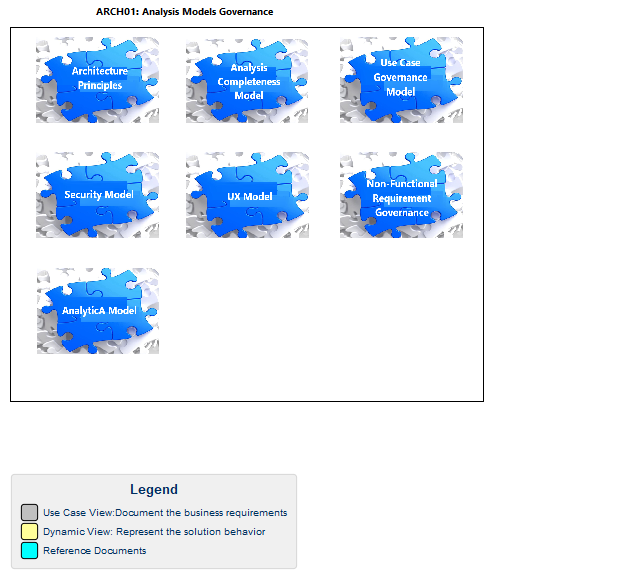 ARCH01: Analysis Models Governance
Architecture
Principles
Analysis
Completeness
Model
Use Case
Governance
Model
Security Model
UX Model
Non-Functional
Requirement
Governance
AnalyticA Model
Legend
Use Case View:Document the business requirements
Dynamic View: Represent the solution behavior
Reference Documents